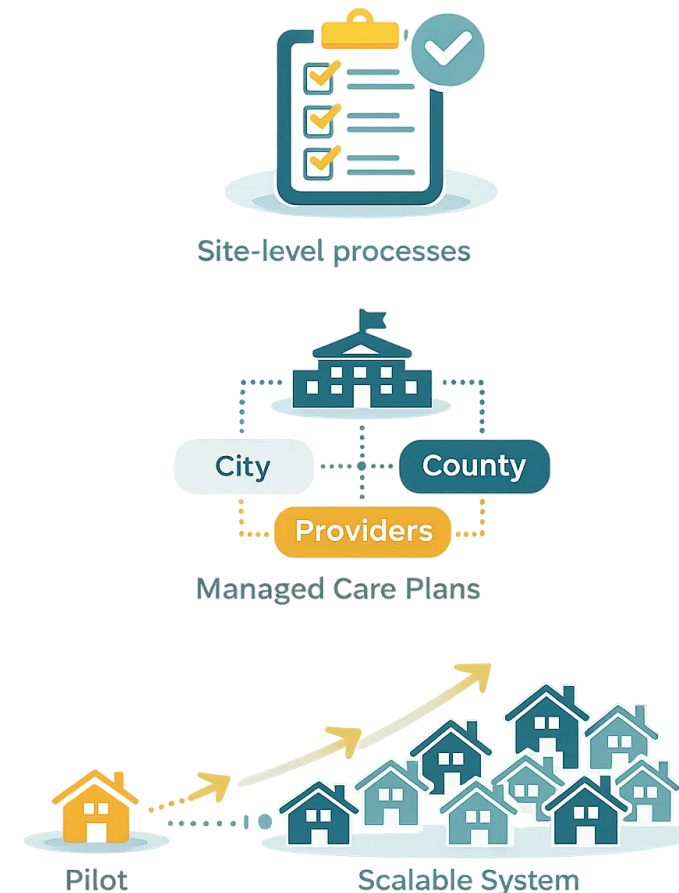 Site-level processes
City
County
Providers
Managed Care Plans
Pilot
Scalable System